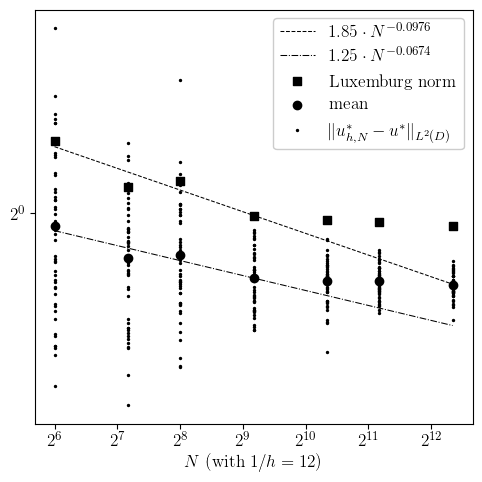 1.85 · N^{-0.0976}
1.25 · N^{-0.0674}
Luxemburg norm
mean
||u^*_{h,N} − u^*||_{L^2(D)}
2^0
2^6 2^7 2^8 2^9 2^{10} 2^{11} 2^{12}
N (with 1/h = 12)